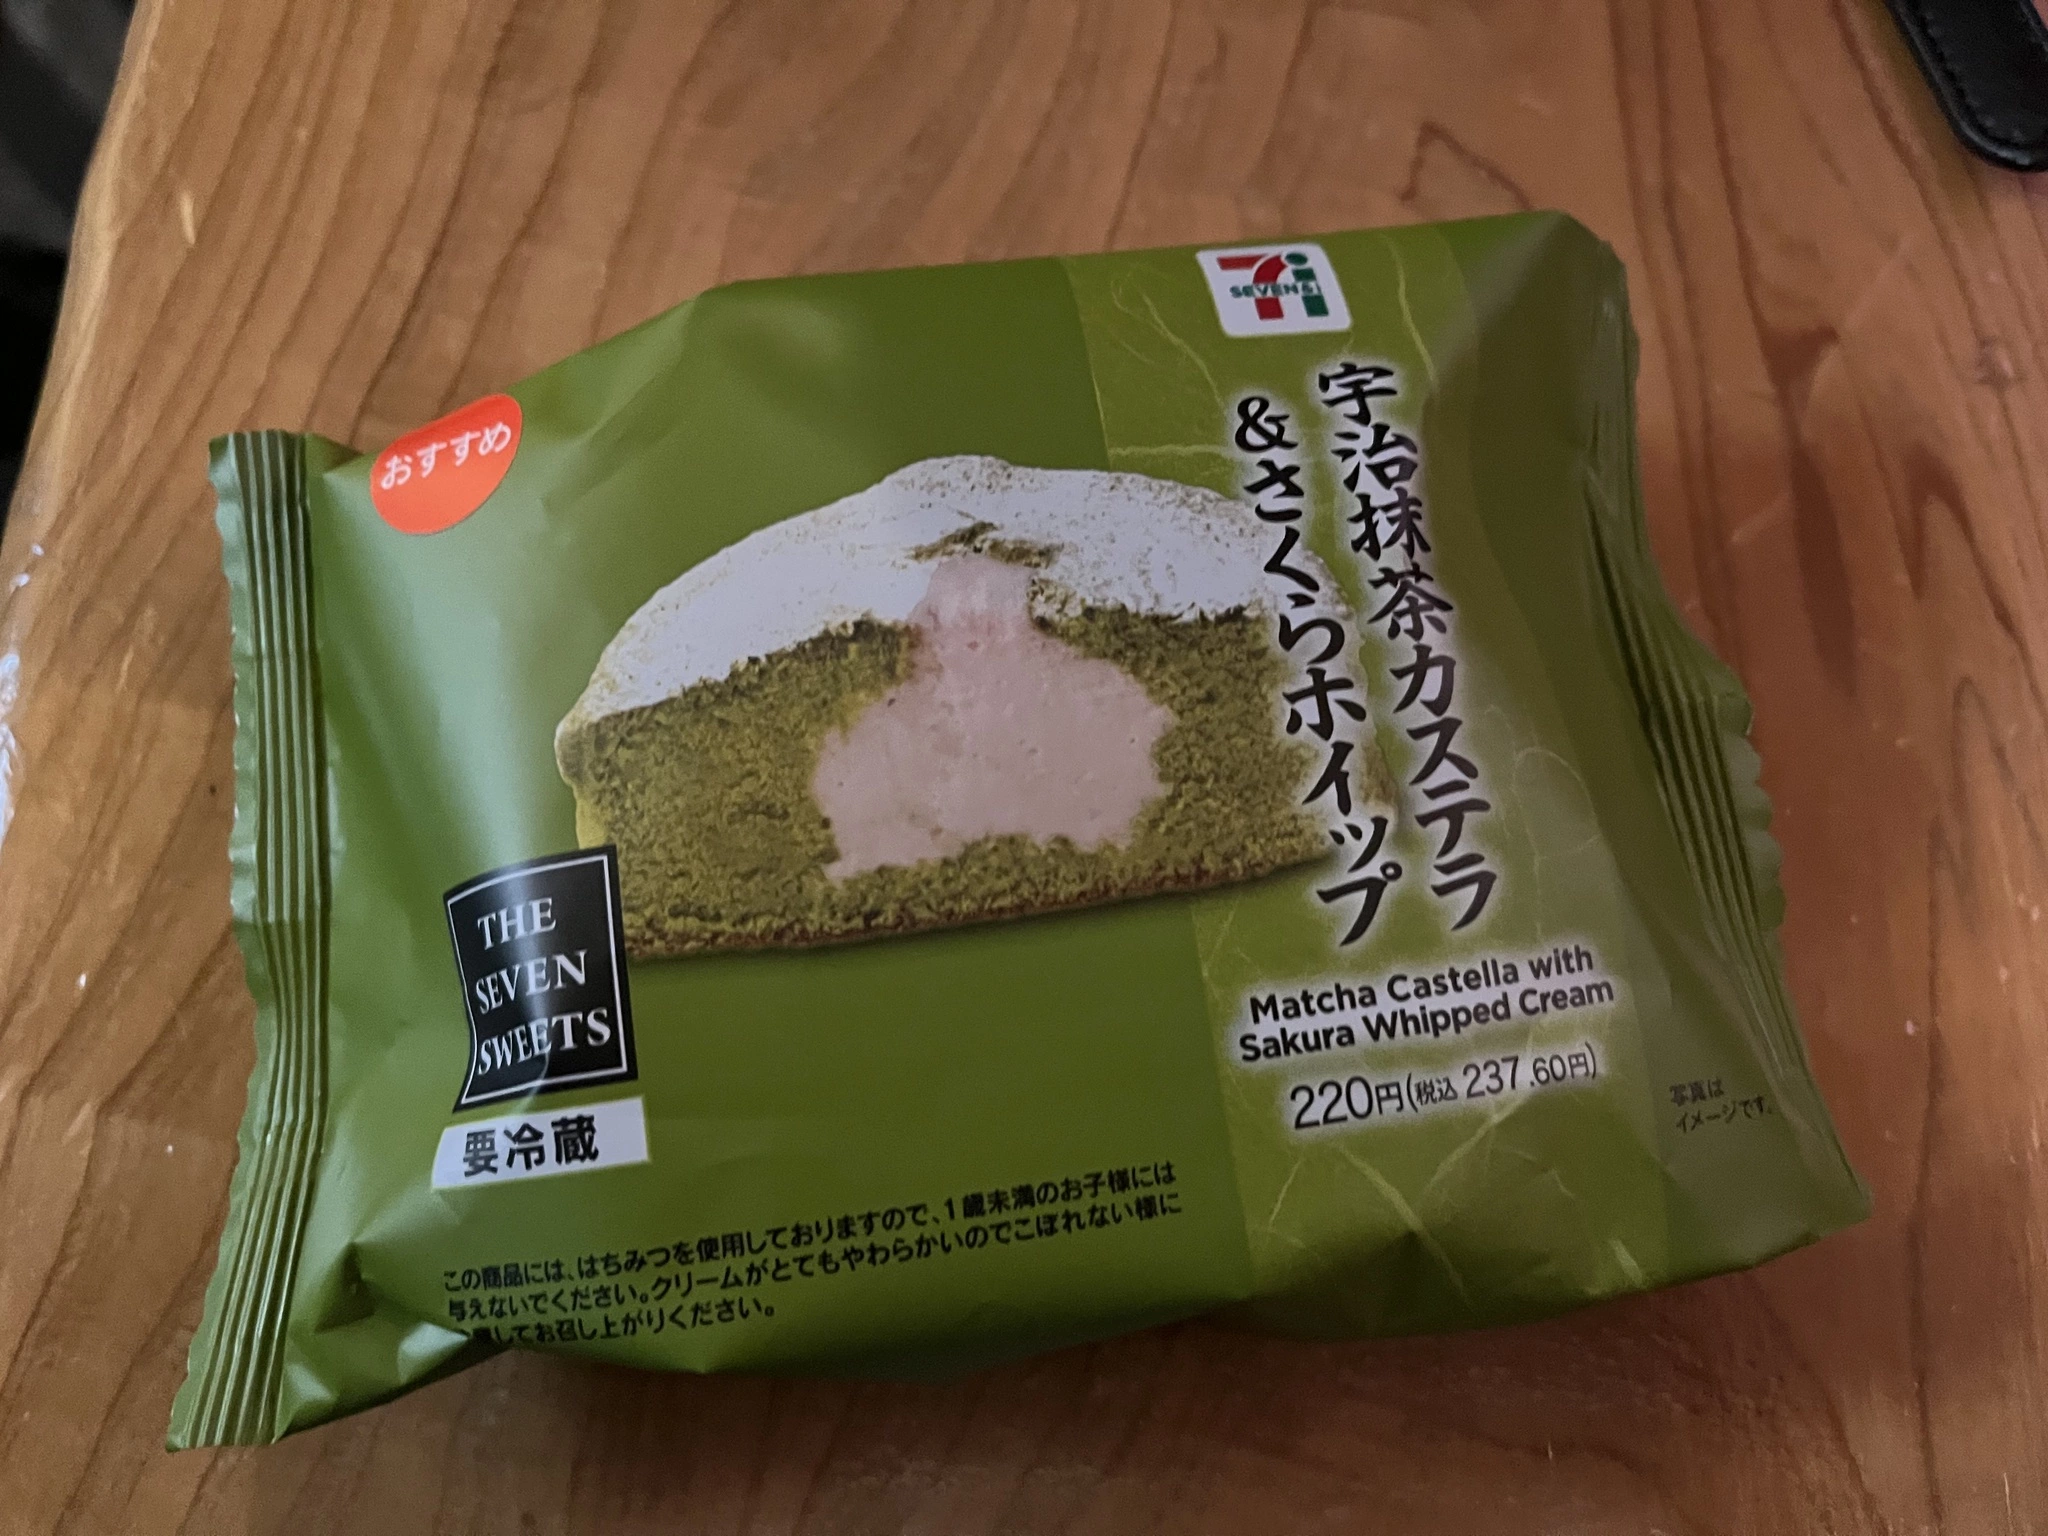 おすすめ
7i
SEVEN&i
宇治抹茶カステラ
&さくらホイップ
Matcha Castella with
Sakura Whipped Cream
220円(税込 237.60円)
写真は
イメージです。
THE
SEVEN
SWEETS
要冷蔵
この商品には、はちみつを使用しておりますので、1歳未満のお子様には
与えないでください。クリームがとてもやわらかいのでこぼれない様に
してお召し上がりください。